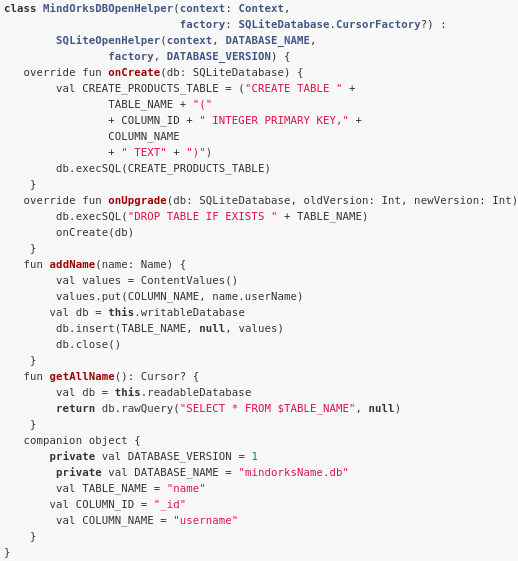 class MindOrksDBOpenHelper(context: Context,
                           factory: SQLiteDatabase.CursorFactory?) :
        SQLiteOpenHelper(context, DATABASE_NAME,
                factory, DATABASE_VERSION) {
   override fun onCreate(db: SQLiteDatabase) {
        val CREATE_PRODUCTS_TABLE = ("CREATE TABLE " +
                TABLE_NAME + "("
                + COLUMN_ID + " INTEGER PRIMARY KEY," +
                COLUMN_NAME
                + " TEXT" + ")")
        db.execSQL(CREATE_PRODUCTS_TABLE)
    }
   override fun onUpgrade(db: SQLiteDatabase, oldVersion: Int, newVersion: Int)
        db.execSQL("DROP TABLE IF EXISTS " + TABLE_NAME)
        onCreate(db)
    }
   fun addName(name: Name) {
        val values = ContentValues()
        values.put(COLUMN_NAME, name.userName)
       val db = this.writableDatabase
        db.insert(TABLE_NAME, null, values)
        db.close()
    }
   fun getAllName(): Cursor? {
        val db = this.readableDatabase
        return db.rawQuery("SELECT * FROM $TABLE_NAME", null)
    }
   companion object {
       private val DATABASE_VERSION = 1
        private val DATABASE_NAME = "mindorksName.db"
        val TABLE_NAME = "name"
       val COLUMN_ID = "_id"
        val COLUMN_NAME = "username"
    }
}